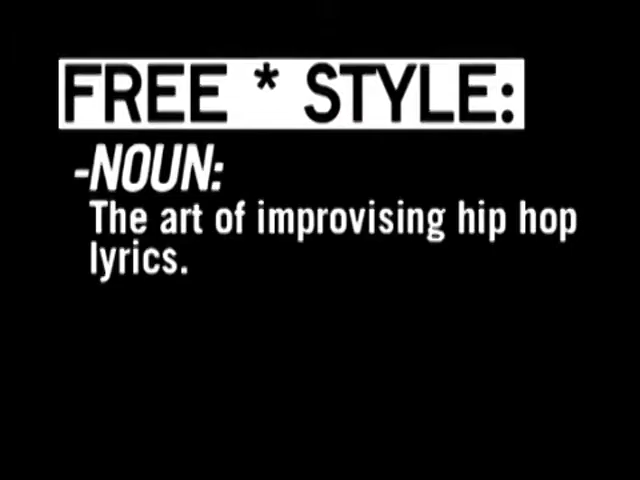 FREE * STYLE:
-NOUN:
The art of improvising hip hop
lyrics.